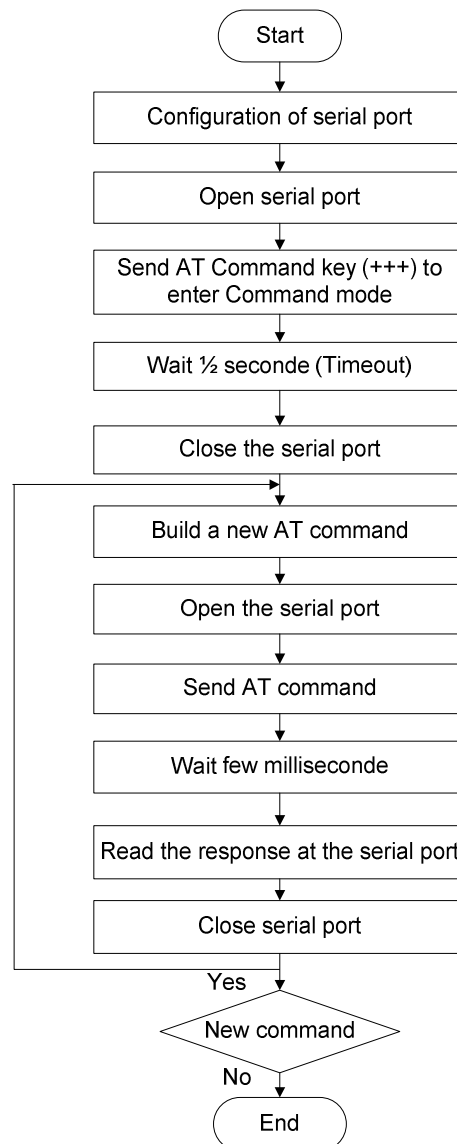 Start
Configuration of serial port
Open serial port
Send AT Command key (+++) to
enter Command mode
Wait ½ seconde (Timeout)
Close the serial port
Build a new AT command
Open the serial port
Send AT command
Wait few milliseconde
Read the response at the serial port
Close serial port
Yes
New command
No
End